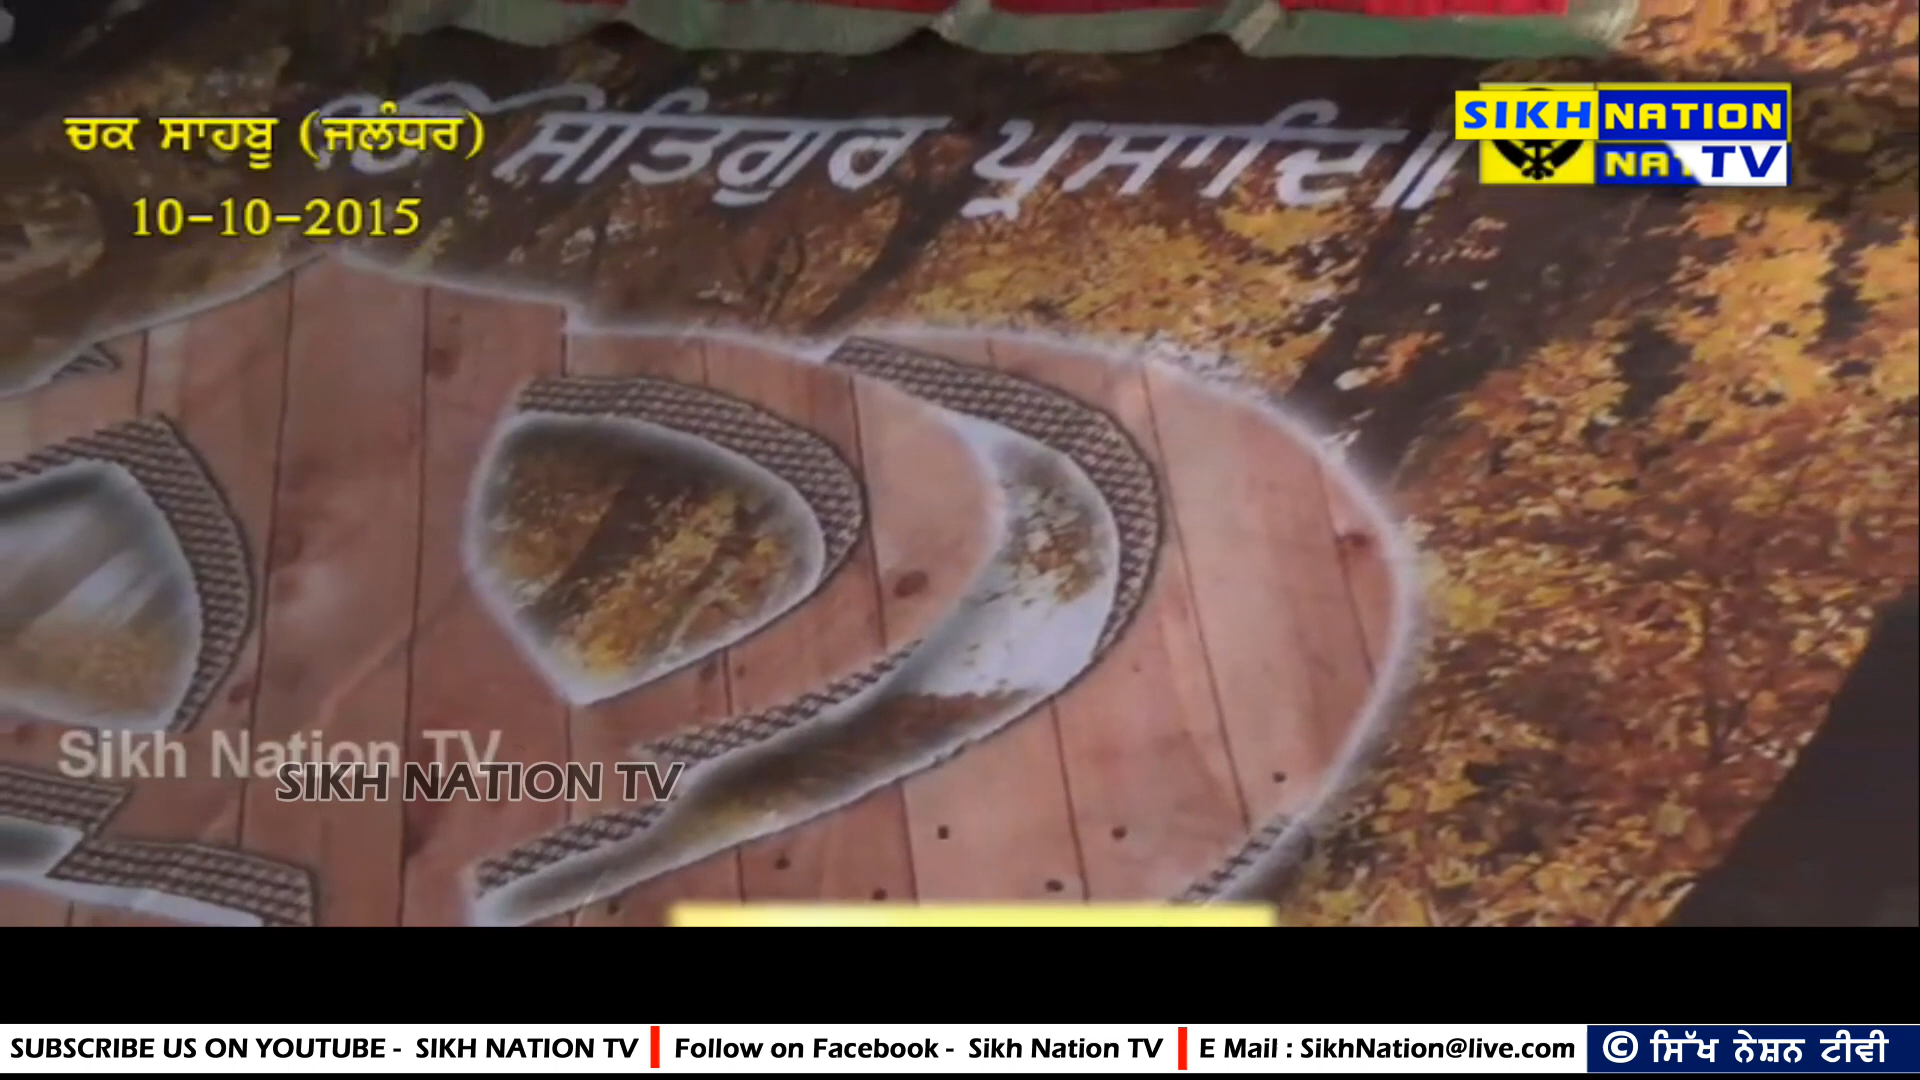 ਚਕ ਸਾਹਬੂ (ਜਲੰਧਰ)
10-10-2015
ੴ ਸਤਿਗੁਰ ਪ੍ਰਸਾਦਿ॥
SIKH NATION
NATION TV
Sikh Nation TV
SIKH NATION TV
SUBSCRIBE US ON YOUTUBE - SIKH NATION TV Follow on Facebook - Sikh Nation TV E Mail : SikhNation@live.com © ਸਿੱਖ ਨੇਸ਼ਨ ਟੀਵੀ